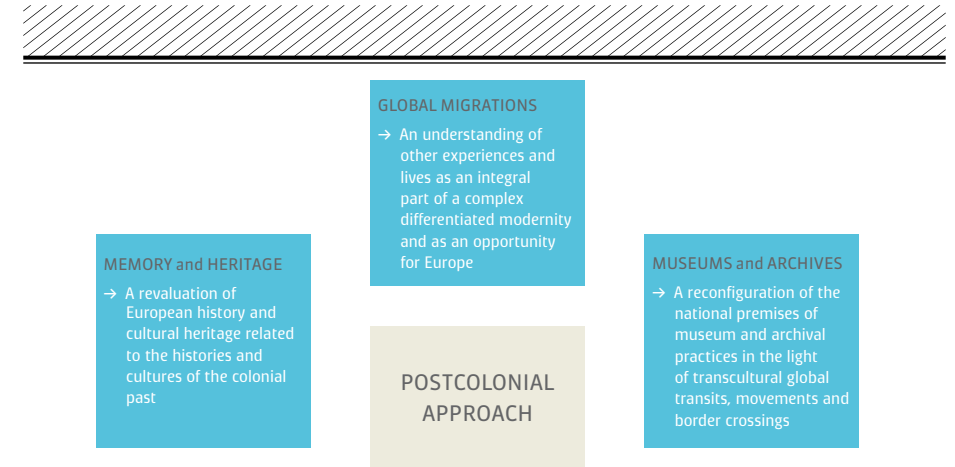 GLOBAL MIGRATIONS
→ An understanding of
other experiences and
lives as an integral
part of a complex
differentiated modernity
and as an opportunity
for Europe
MEMORY and HERITAGE
→ A revaluation of
European history and
cultural heritage related
to the histories and
cultures of the colonial
past
MUSEUMS and ARCHIVES
→ A reconfiguration of the
national premises of
museum and archival
practices in the light
of transcultural global
transits, movements and
border crossings
POSTCOLONIAL
APPROACH